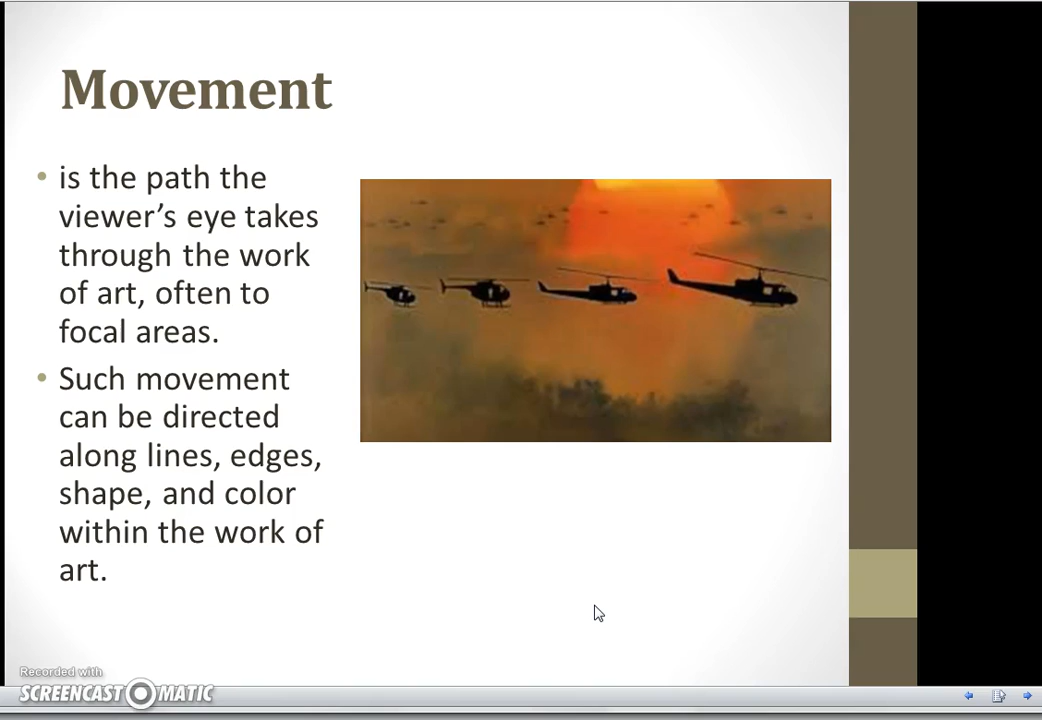 Movement
• is the path the
viewer's eye takes
through the work
of art, often to
focal areas.
• Such movement
can be directed
along lines, edges,
shape, and color
within the work of
art.
Recorded with
SCREENCAST MATIC